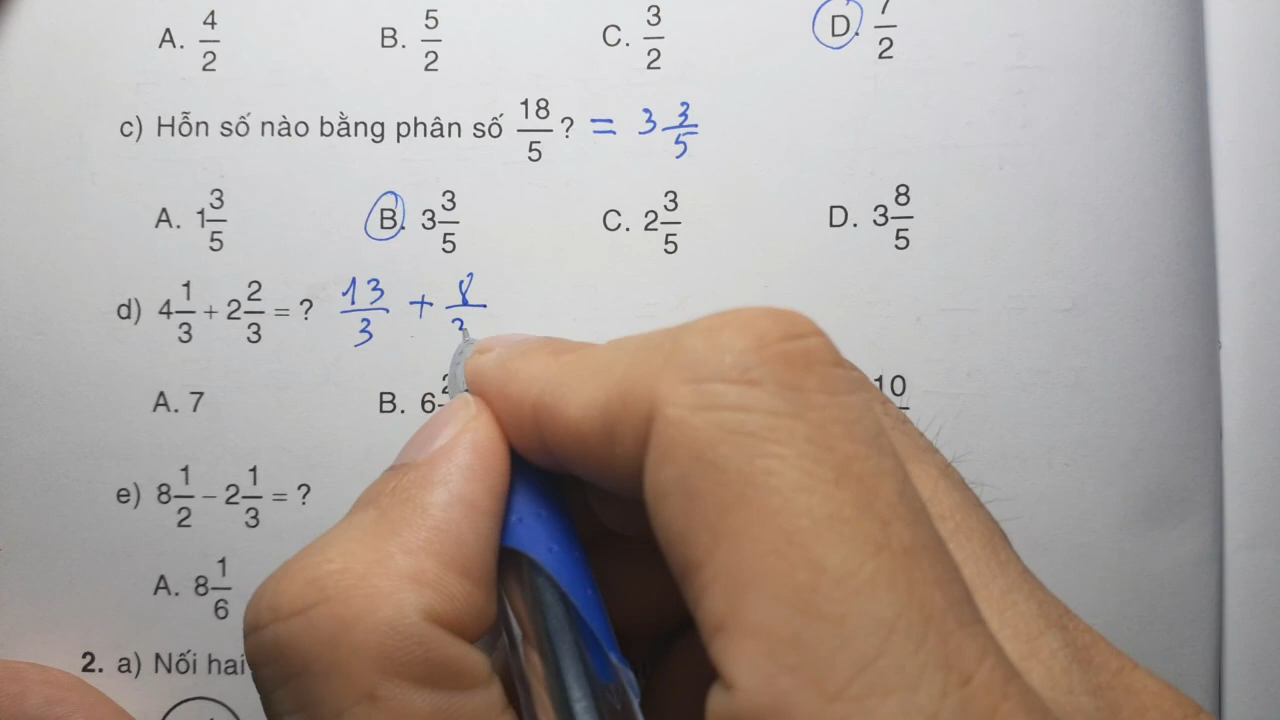 A. 4/2 B. 5/2 C. 3/2 D. 7/2
c) Hỗn số nào bằng phân số 18/5? = 3 3/5
A. 1 3/5 B. 3 3/5 C. 2 3/5 D. 3 8/5
d) 4 1/3 + 2 2/3 = ? 13/3 + 8/3
A. 7 B. 6 10
e) 8 1/2 – 2 1/3 = ?
A. 8 1/6
2. a) Nối hai